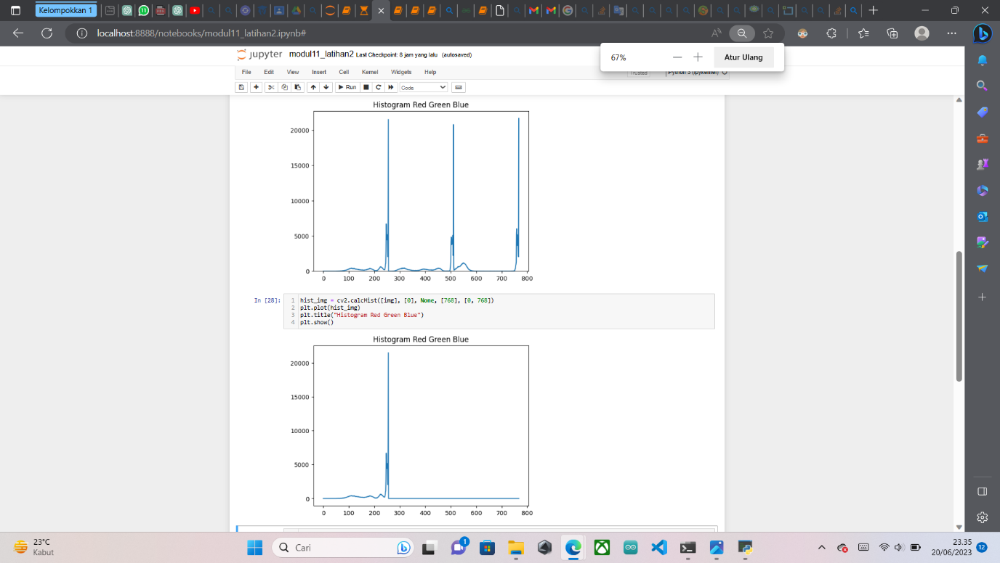 Kelompokkan 1
localhost:8888/notebooks/modul11_latihan2.ipynb#
67%
Atur Ulang
jupyter modul11_latihan2 Last Checkpoint: 8 jam yang lalu (autosaved)
File Edit View Insert Cell Kernel Widgets Help
Trusted Python 3 (ipykernel)
Run Code
Histogram Red Green Blue
20000
15000
10000
5000
0
0 100 200 300 400 500 600 700 800
In [28]:
1 hist_img = cv2.calcHist([img], [0], None, [768], [0, 768])
2 plt.plot(hist_img)
3 plt.title("Histogram Red Green Blue")
4 plt.show()
Histogram Red Green Blue
20000
15000
10000
5000
0
0 100 200 300 400 500 600 700 800
23°C
Kabut
Cari
1
23.35
20/06/2023
12